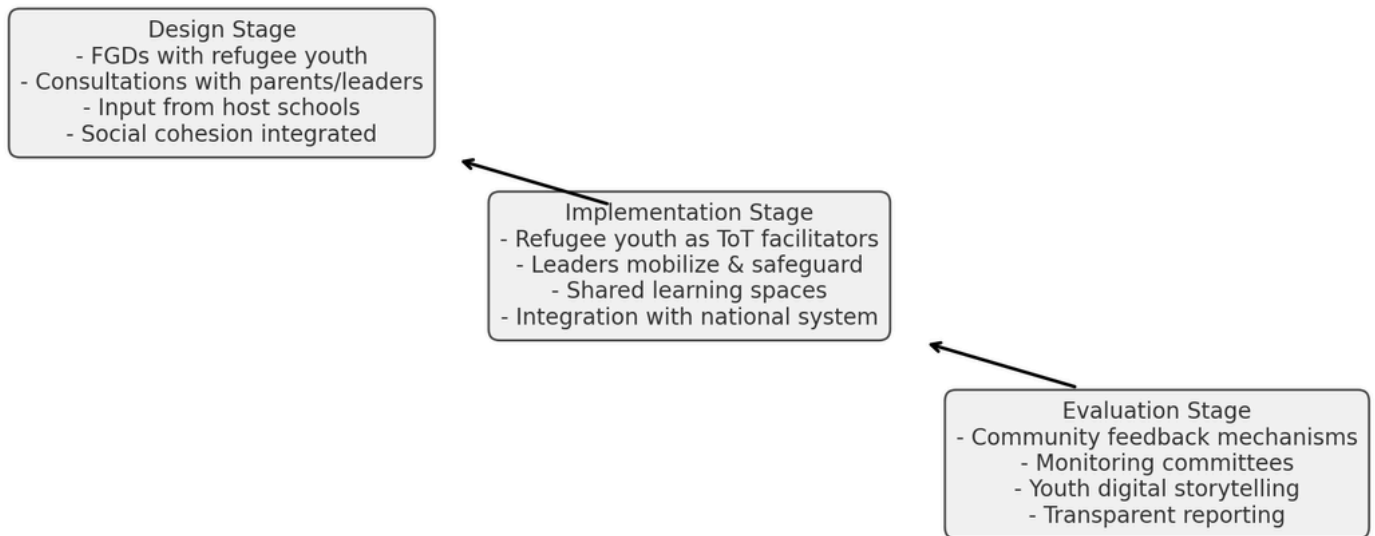 Design Stage
- FGDs with refugee youth
- Consultations with parents/leaders
- Input from host schools
- Social cohesion integrated
Implementation Stage
- Refugee youth as ToT facilitators
- Leaders mobilize & safeguard
- Shared learning spaces
- Integration with national system
Evaluation Stage
- Community feedback mechanisms
- Monitoring committees
- Youth digital storytelling
- Transparent reporting